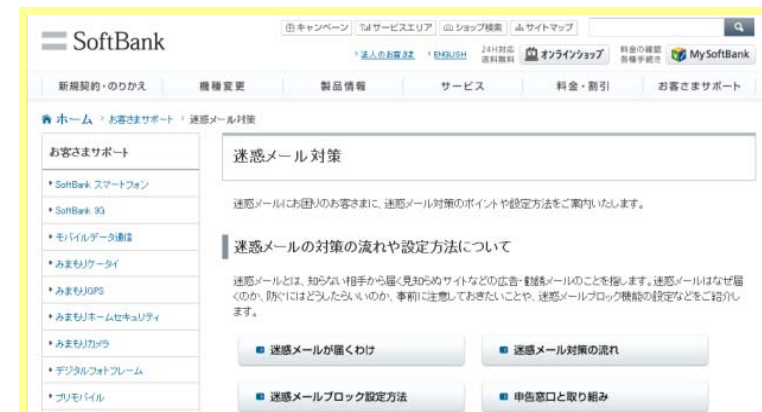 SoftBank
キャンペーン
サービスエリア
ショップ検索
サイトマップ
法人のお客さま
ENGLISH
24H対応
送料無料
オンラインショップ
料金の確認
各種手続き
My SoftBank
新規契約・のりかえ
機種変更
製品情報
サービス
料金・割引
お客さまサポート
ホーム > お客さまサポート > 迷惑メール対策
お客さまサポート
SoftBank スマートフォン
SoftBank 3G
モバイルデータ通信
みまもりケータイ
みまもりGPS
みまもりホームセキュリティ
みまもりカメラ
デジタルフォトフレーム
プリモバイル
迷惑メール対策
迷惑メールにお困りのお客さまに、迷惑メール対策のポイントや設定方法をご案内いたします。
迷惑メールの対策の流れや設定方法について
迷惑メールとは、知らない相手から届く見知らぬサイトなどの広告・勧誘メールのことを指します。迷惑メールはなぜ届
くのか、防ぐにはどうしたらいいのか、事前に注意しておきたいことや、迷惑メールブロック機能の設定などをご紹介し
ます。
迷惑メールが届くわけ
迷惑メール対策の流れ
迷惑メールブロック設定方法
申告窓口と取り組み